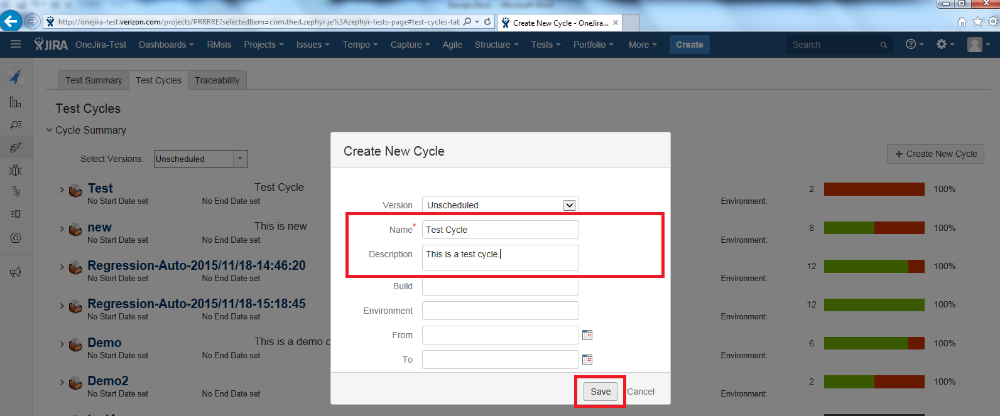 http://onejira-test.verizon.com/projects/PRRRRE?selectedItem=com.thed.zephyr.je%3Azephyr-tests-page#test-cycles-tab
Create New Cycle - OneJira...
JIRA OneJira-Test Dashboards RMsis Projects Issues Tempo Capture Agile Structure Tests Portfolio More Create Search
Test Summary Test Cycles Traceability
Test Cycles
Cycle Summary
Select Versions: Unscheduled
+ Create New Cycle
Test Test Cycle 2 100%
No Start Date set No End Date set Environment:
new This is new 8 100%
No Start Date set No End Date set Environment:
Regression-Auto-2015/11/18-14:46:20 12 100%
No Start Date set No End Date set Environment:
Regression-Auto-2015/11/18-15:18:45 12 100%
No Start Date set No End Date set Environment:
Demo This is a demo c 6 100%
No Start Date set No End Date set Environment:
Demo2 2 100%
No Start Date set No End Date set Environment:
Create New Cycle
Version Unscheduled
Name* Test Cycle
Description This is a test cycle.
Build
Environment
From
To
Save Cancel